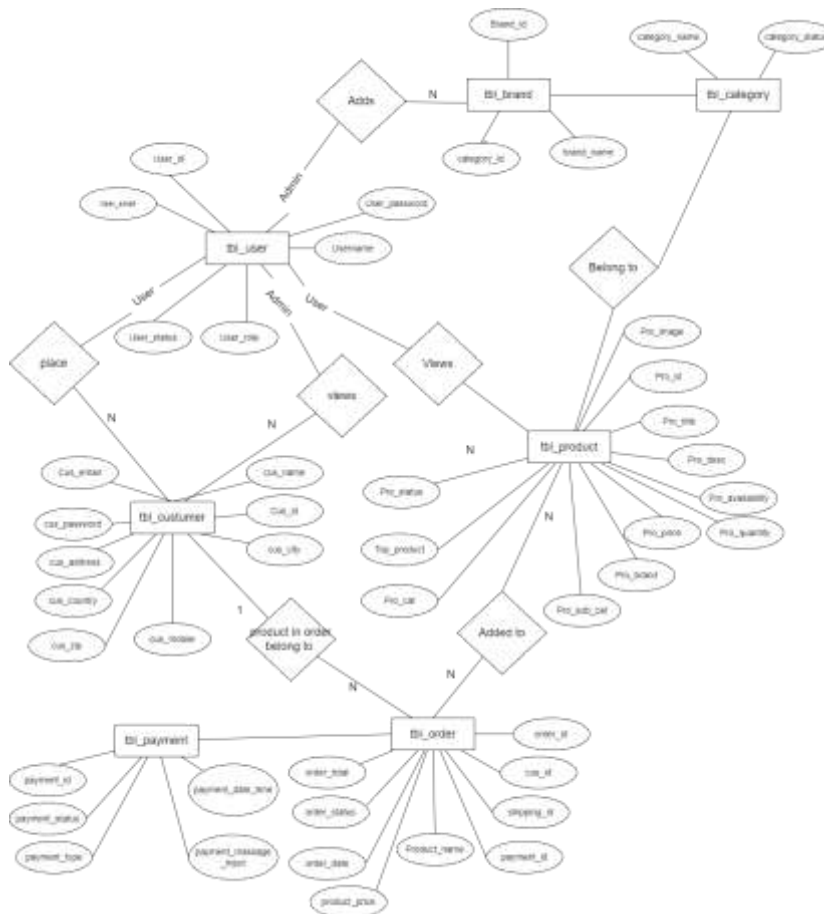 Brand_id
category_name
category_status
tbl_brand
tbl_category
Adds
N
category_id
brand_name
User_id
Admin
User_password
tbl_user
Username
Belong to
User
Admin
User
User_status
User_role
Pro_image
place
Views
views
Pro_id
Pro_title
N
N
tbl_product
N
Pro_desc
Cus_email
cus_name
Pro_status
Pro_availability
cus_password
tbl_custumer
Cus_id
N
Pro_price
Pro_quantity
cus_address
cus_city
Top_product
cus_country
Pro_cat
Pro_brand
Pro_sub_cat
1
product in order
belong to
Added to
cus_zip
cus_mobile
N
N
tbl_payment
tbl_order
order_id
payment_id
payment_date_time
order_total
cus_id
payment_status
order_status
shipping_id
payment_type
order_date
Product_name
payment_id
product_price